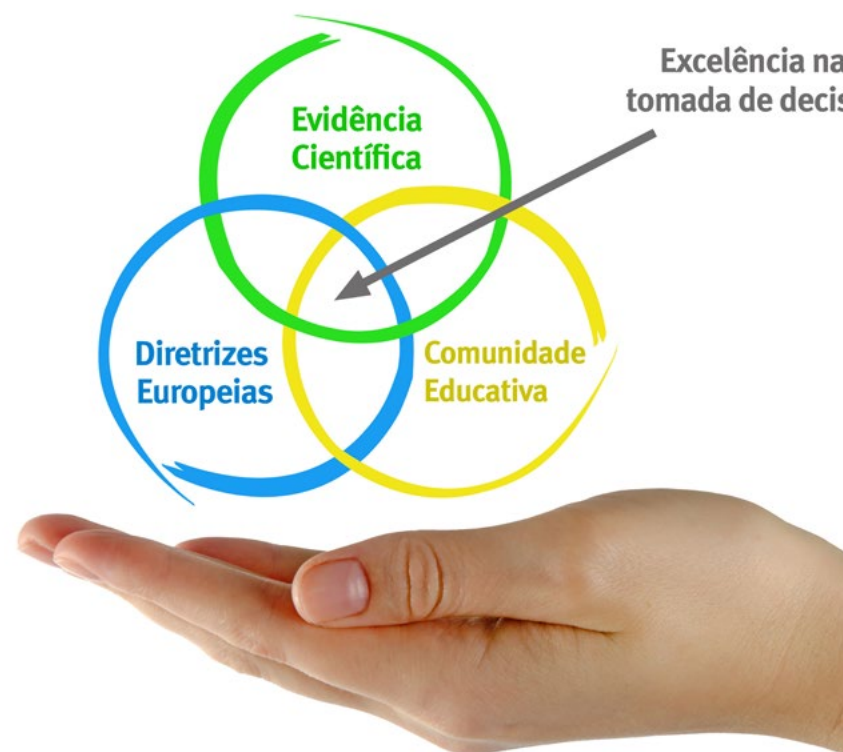 Evidência
Científica
Excelência na
tomada de decis
Diretrizes
Europeias
Comunidade
Educativa